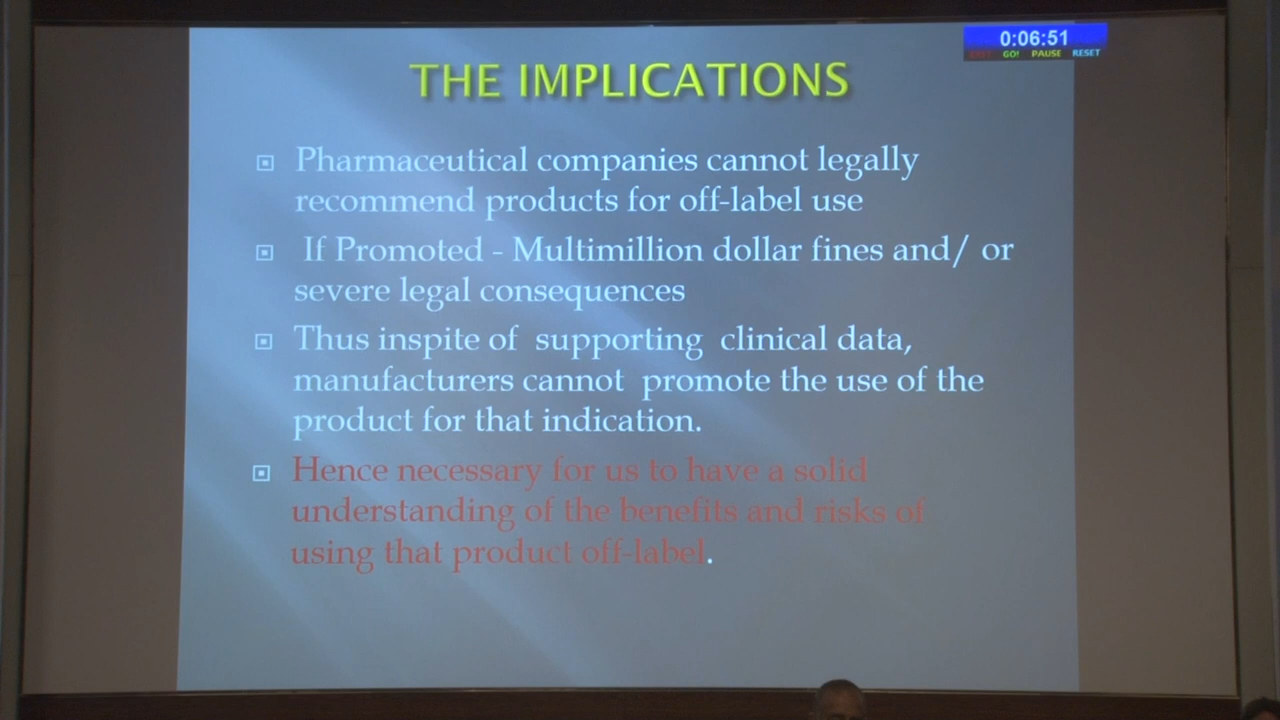 0:06:51
GO! PAUSE RESET
THE IMPLICATIONS
Pharmaceutical companies cannot legally
recommend products for off-label use
If Promoted - Multimillion dollar fines and/ or
severe legal consequences
Thus inspite of supporting clinical data,
manufacturers cannot promote the use of the
product for that indication.
Hence necessary for us to have a solid
understanding of the benefits and risks of
using that product off-label.